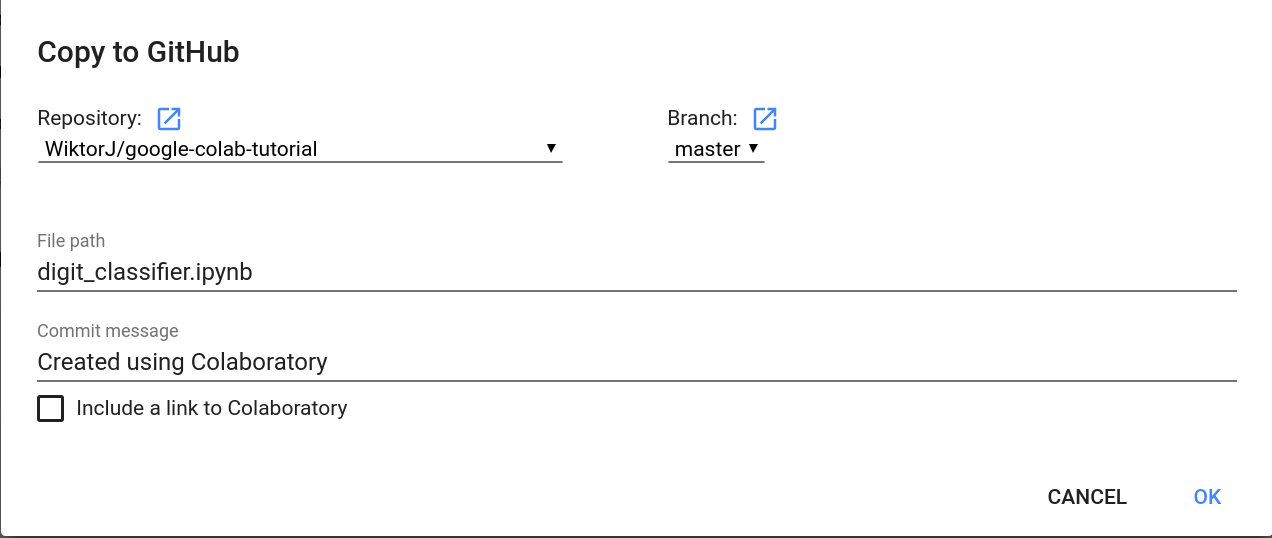 Copy to GitHub
Repository:
Branch:
WiktorJ/google-colab-tutorial
master
File path
digit_classifier.ipynb
Commit message
Created using Colaboratory
Include a link to Colaboratory
CANCEL
OK